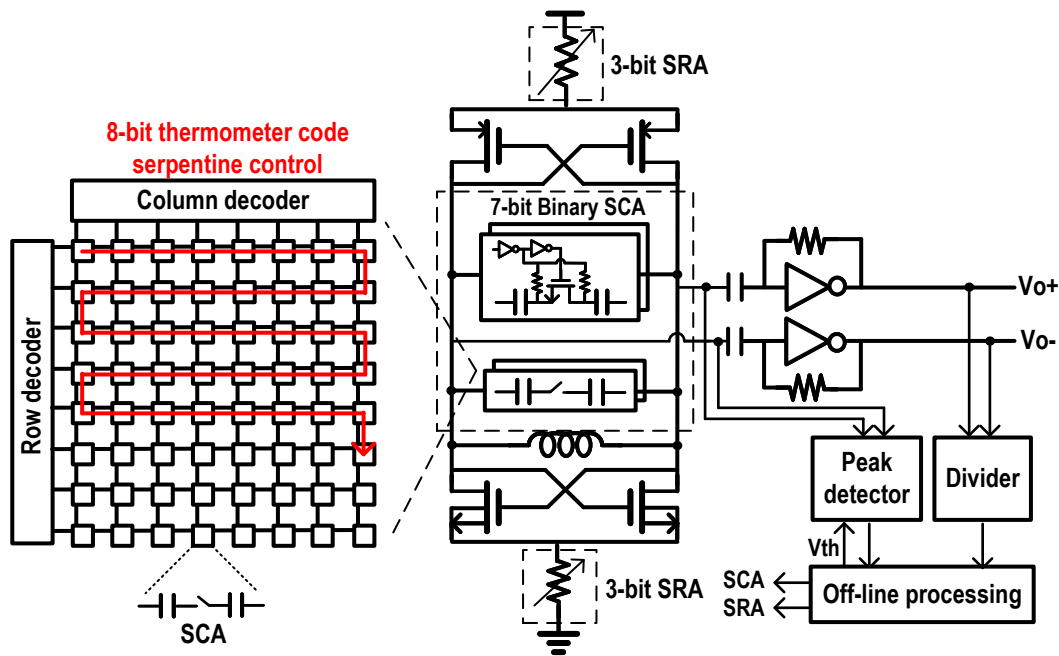 3-bit SRA
8-bit thermometer code
serpentine control
Column decoder
Row decoder
SCA
7-bit Binary SCA
Vo+
Vo-
Peak
detector
Divider
Vth
SCA
SRA
Off-line processing
3-bit SRA